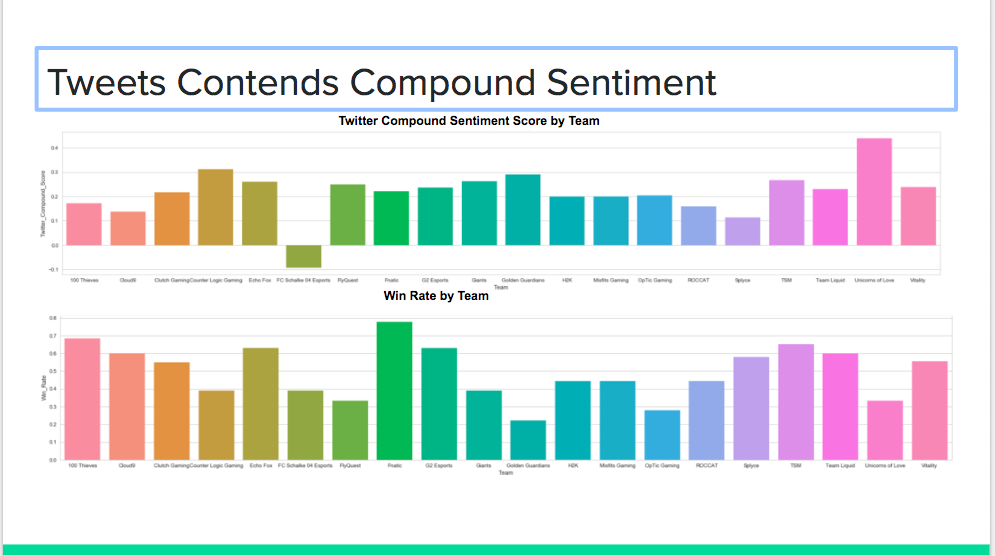 Tweets Contends Compound Sentiment
Twitter Compound Sentiment Score by Team
Twitter_Compound_Score
0.4
0.3
0.2
0.1
0.0
-0.1
100 Thieves Cloud9 Clutch Gaming Counter Logic Gaming Echo Fox FC Schalke 04 Esports FlyQuest Fnatic G2 Esports Giants Golden Guardians H2K Misfits Gaming OpTic Gaming ROCCAT Splyce TSM Team Liquid Unicorns of Love Vitality
Team
Win Rate by Team
Win_Rate
0.8
0.7
0.6
0.5
0.4
0.3
0.2
0.1
0.0
100 Thieves Cloud9 Clutch Gaming Counter Logic Gaming Echo Fox FC Schalke 04 Esports FlyQuest Fnatic G2 Esports Giants Golden Guardians H2K Misfits Gaming OpTic Gaming ROCCAT Splyce TSM Team Liquid Unicorns of Love Vitality
Team